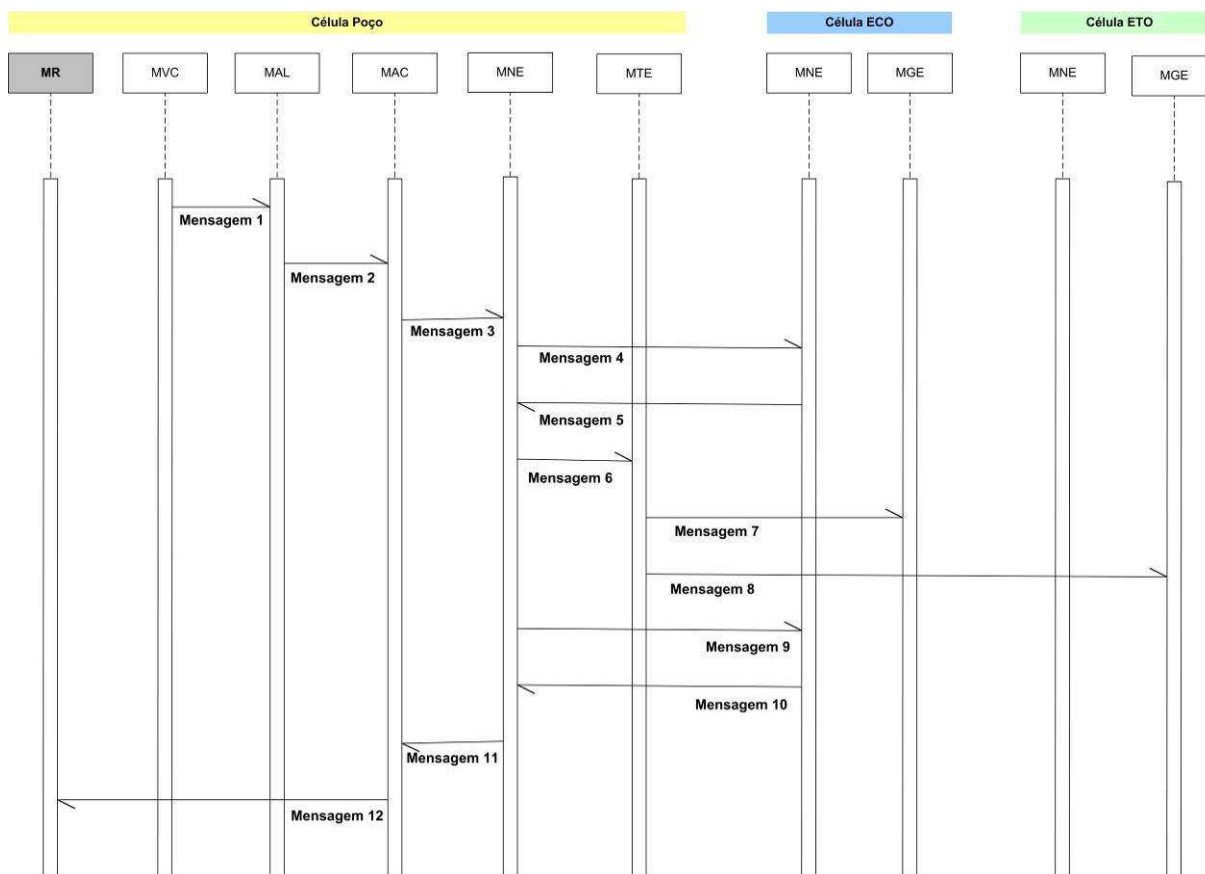 Célula Poço
Célula ECO
Célula ETO
MR
MVC
MAL
MAC
MNE
MTE
MNE
MGE
MNE
MGE
Mensagem 1
Mensagem 2
Mensagem 3
Mensagem 4
Mensagem 5
Mensagem 6
Mensagem 7
Mensagem 8
Mensagem 9
Mensagem 10
Mensagem 11
Mensagem 12